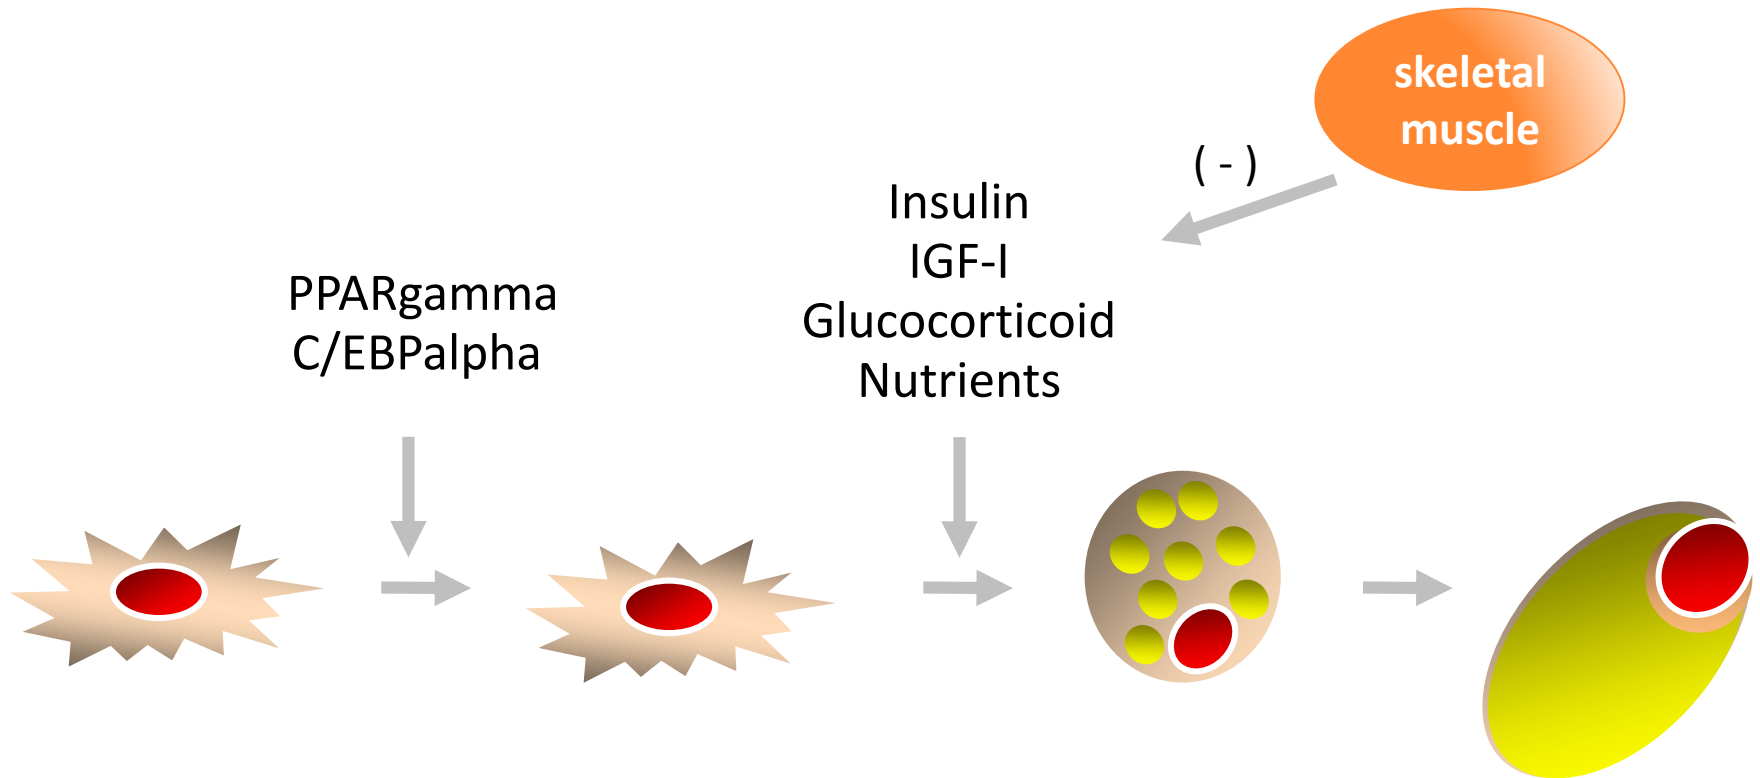 skeletal
muscle
( - )
Insulin
IGF-I
Glucocorticoid
Nutrients
PPARgamma
C/EBPalpha